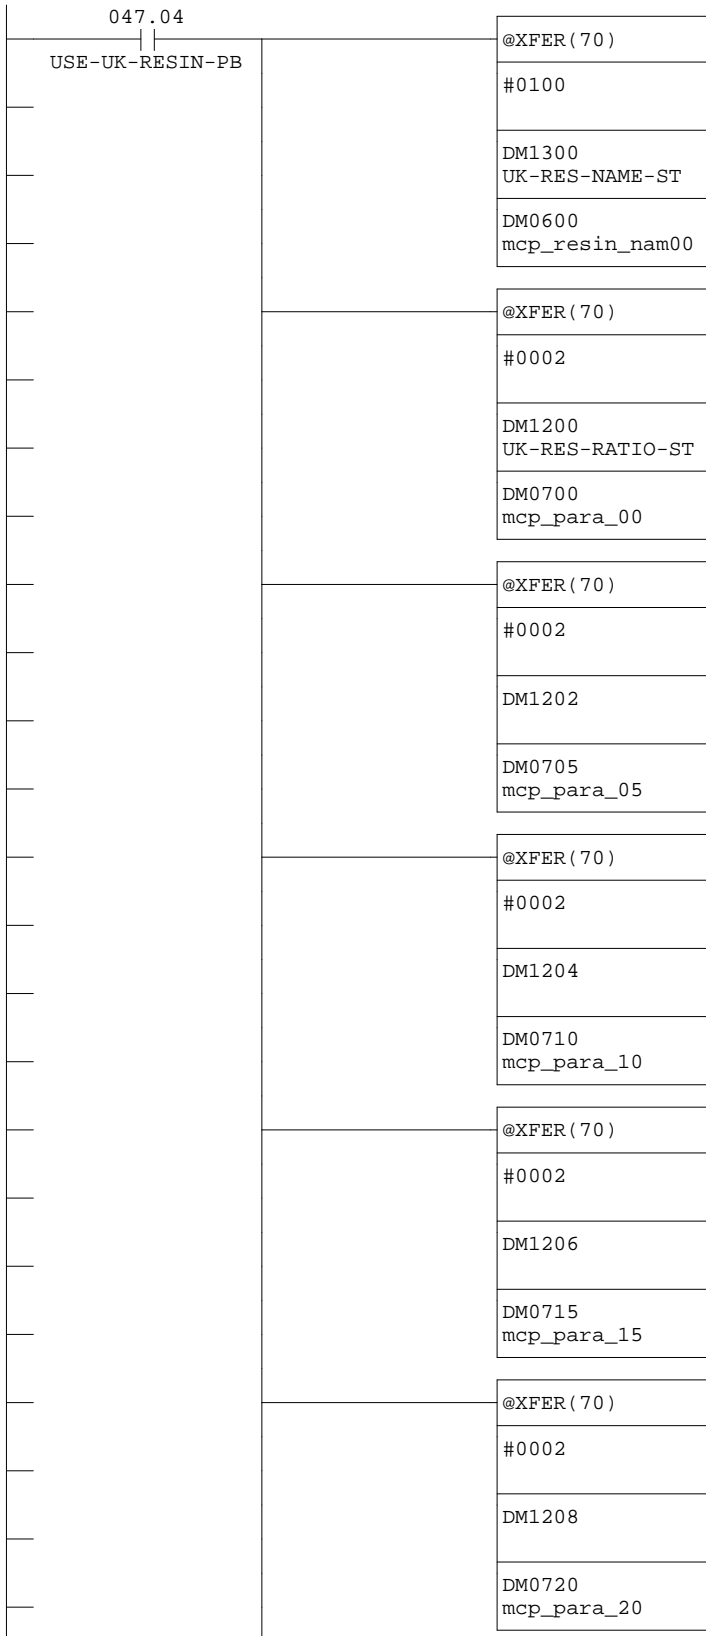 047.04
USE-UK-RESIN-PB
@XFER(70)
#0100
DM1300
UK-RES-NAME-ST
DM0600
mcp_resin_nam00
@XFER(70)
#0002
DM1200
UK-RES-RATIO-ST
DM0700
mcp_para_00
@XFER(70)
#0002
DM1202
DM0705
mcp_para_05
@XFER(70)
#0002
DM1204
DM0710
mcp_para_10
@XFER(70)
#0002
DM1206
DM0715
mcp_para_15
@XFER(70)
#0002
DM1208
DM0720
mcp_para_20